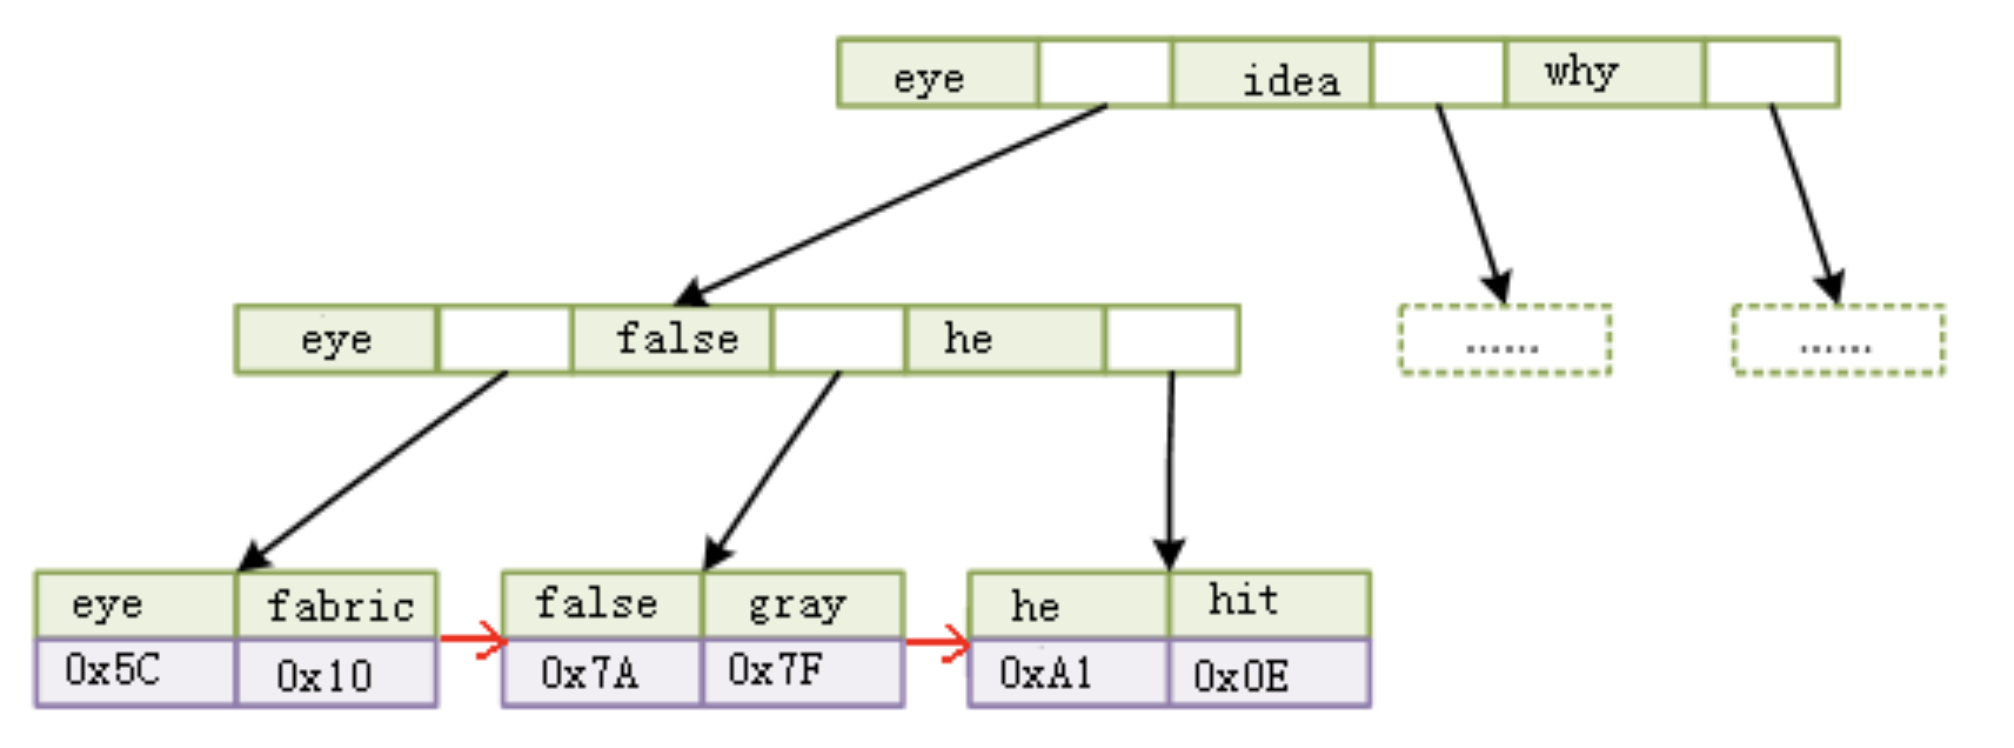 eye idea why
eye false he ...... ......
eye fabric false gray he hit
0x5C 0x10 0x7A 0x7F 0xA1 0x0E